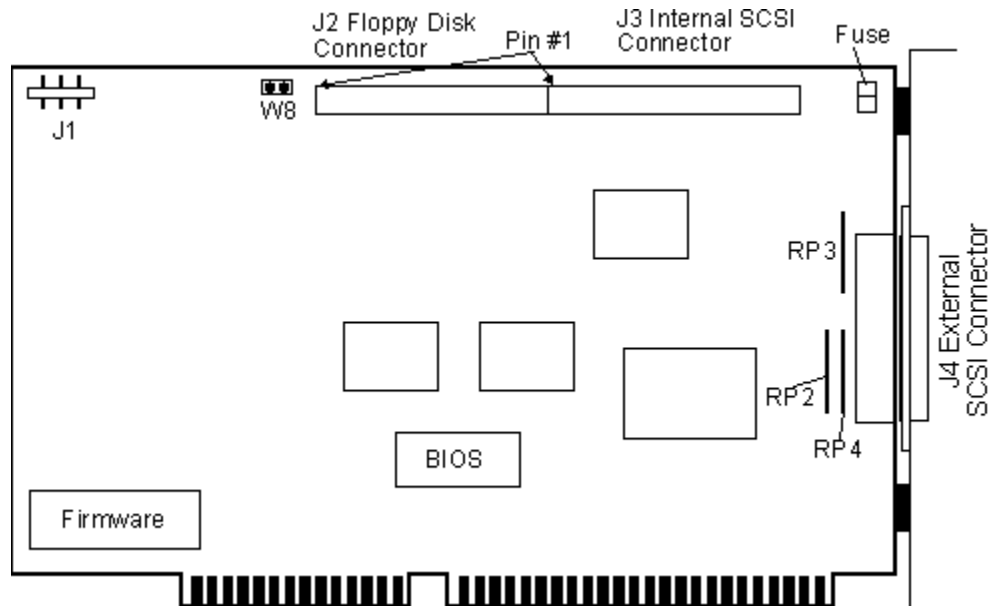 J2 Floppy Disk
Connector
Pin #1
J3 Internal SCSI
Connector
Fuse
J1
W8
RP3
J4 External
SCSI Connector
RP2
RP4
BIOS
Firmware